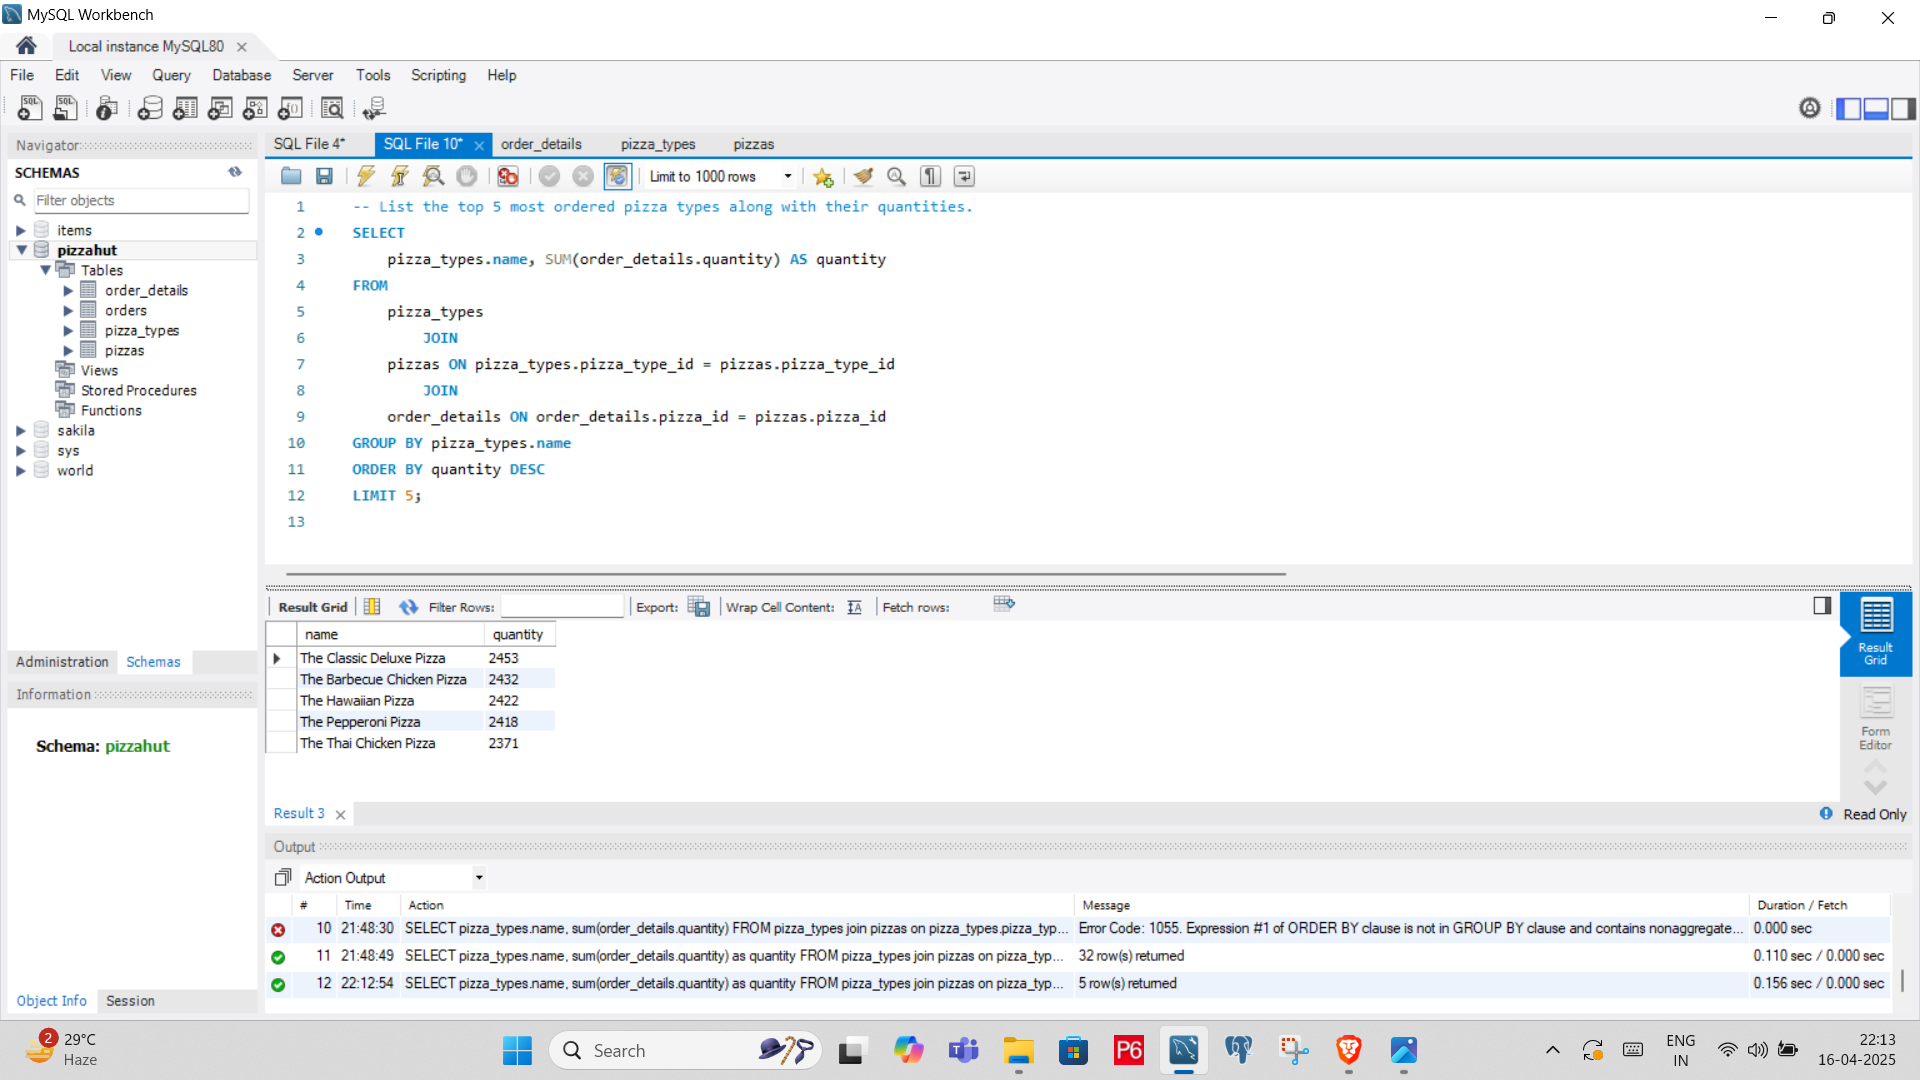 MySQL Workbench
Local instance MySQL80
File Edit View Query Database Server Tools Scripting Help
Navigator
SCHEMAS
Filter objects
items
pizzahut
Tables
order_details
orders
pizza_types
pizzas
Views
Stored Procedures
Functions
sakila
sys
world
Administration Schemas
Information
Schema: pizzahut
Object Info Session
SQL File 4* SQL File 10* order_details pizza_types pizzas
Limit to 1000 rows
1 -- List the top 5 most ordered pizza types along with their quantities.
2 SELECT
3 pizza_types.name, SUM(order_details.quantity) AS quantity
4 FROM
5 pizza_types
6 JOIN
7 pizzas ON pizza_types.pizza_type_id = pizzas.pizza_type_id
8 JOIN
9 order_details ON order_details.pizza_id = pizzas.pizza_id
10 GROUP BY pizza_types.name
11 ORDER BY quantity DESC
12 LIMIT 5;
13
Result Grid Filter Rows: Export: Wrap Cell Content: Fetch rows:
name quantity
The Classic Deluxe Pizza 2453
The Barbecue Chicken Pizza 2432
The Hawaiian Pizza 2422
The Pepperoni Pizza 2418
The Thai Chicken Pizza 2371
Result
Grid
Form
Editor
Result 3
Read Only
Output
Action Output
# Time Action Message Duration / Fetch
10 21:48:30 SELECT pizza_types.name, sum(order_details.quantity) FROM pizza_types join pizzas on pizza_types.pizza_typ... Error Code: 1055. Expression #1 of ORDER BY clause is not in GROUP BY clause and contains nonaggregate... 0.000 sec
11 21:48:49 SELECT pizza_types.name, sum(order_details.quantity) as quantity FROM pizza_types join pizzas on pizza_typ... 32 row(s) returned 0.110 sec / 0.000 sec
12 22:12:54 SELECT pizza_types.name, sum(order_details.quantity) as quantity FROM pizza_types join pizzas on pizza_typ... 5 row(s) returned 0.156 sec / 0.000 sec
2
29°C
Haze
Search
P6
ENG
IN
22:13
16-04-2025